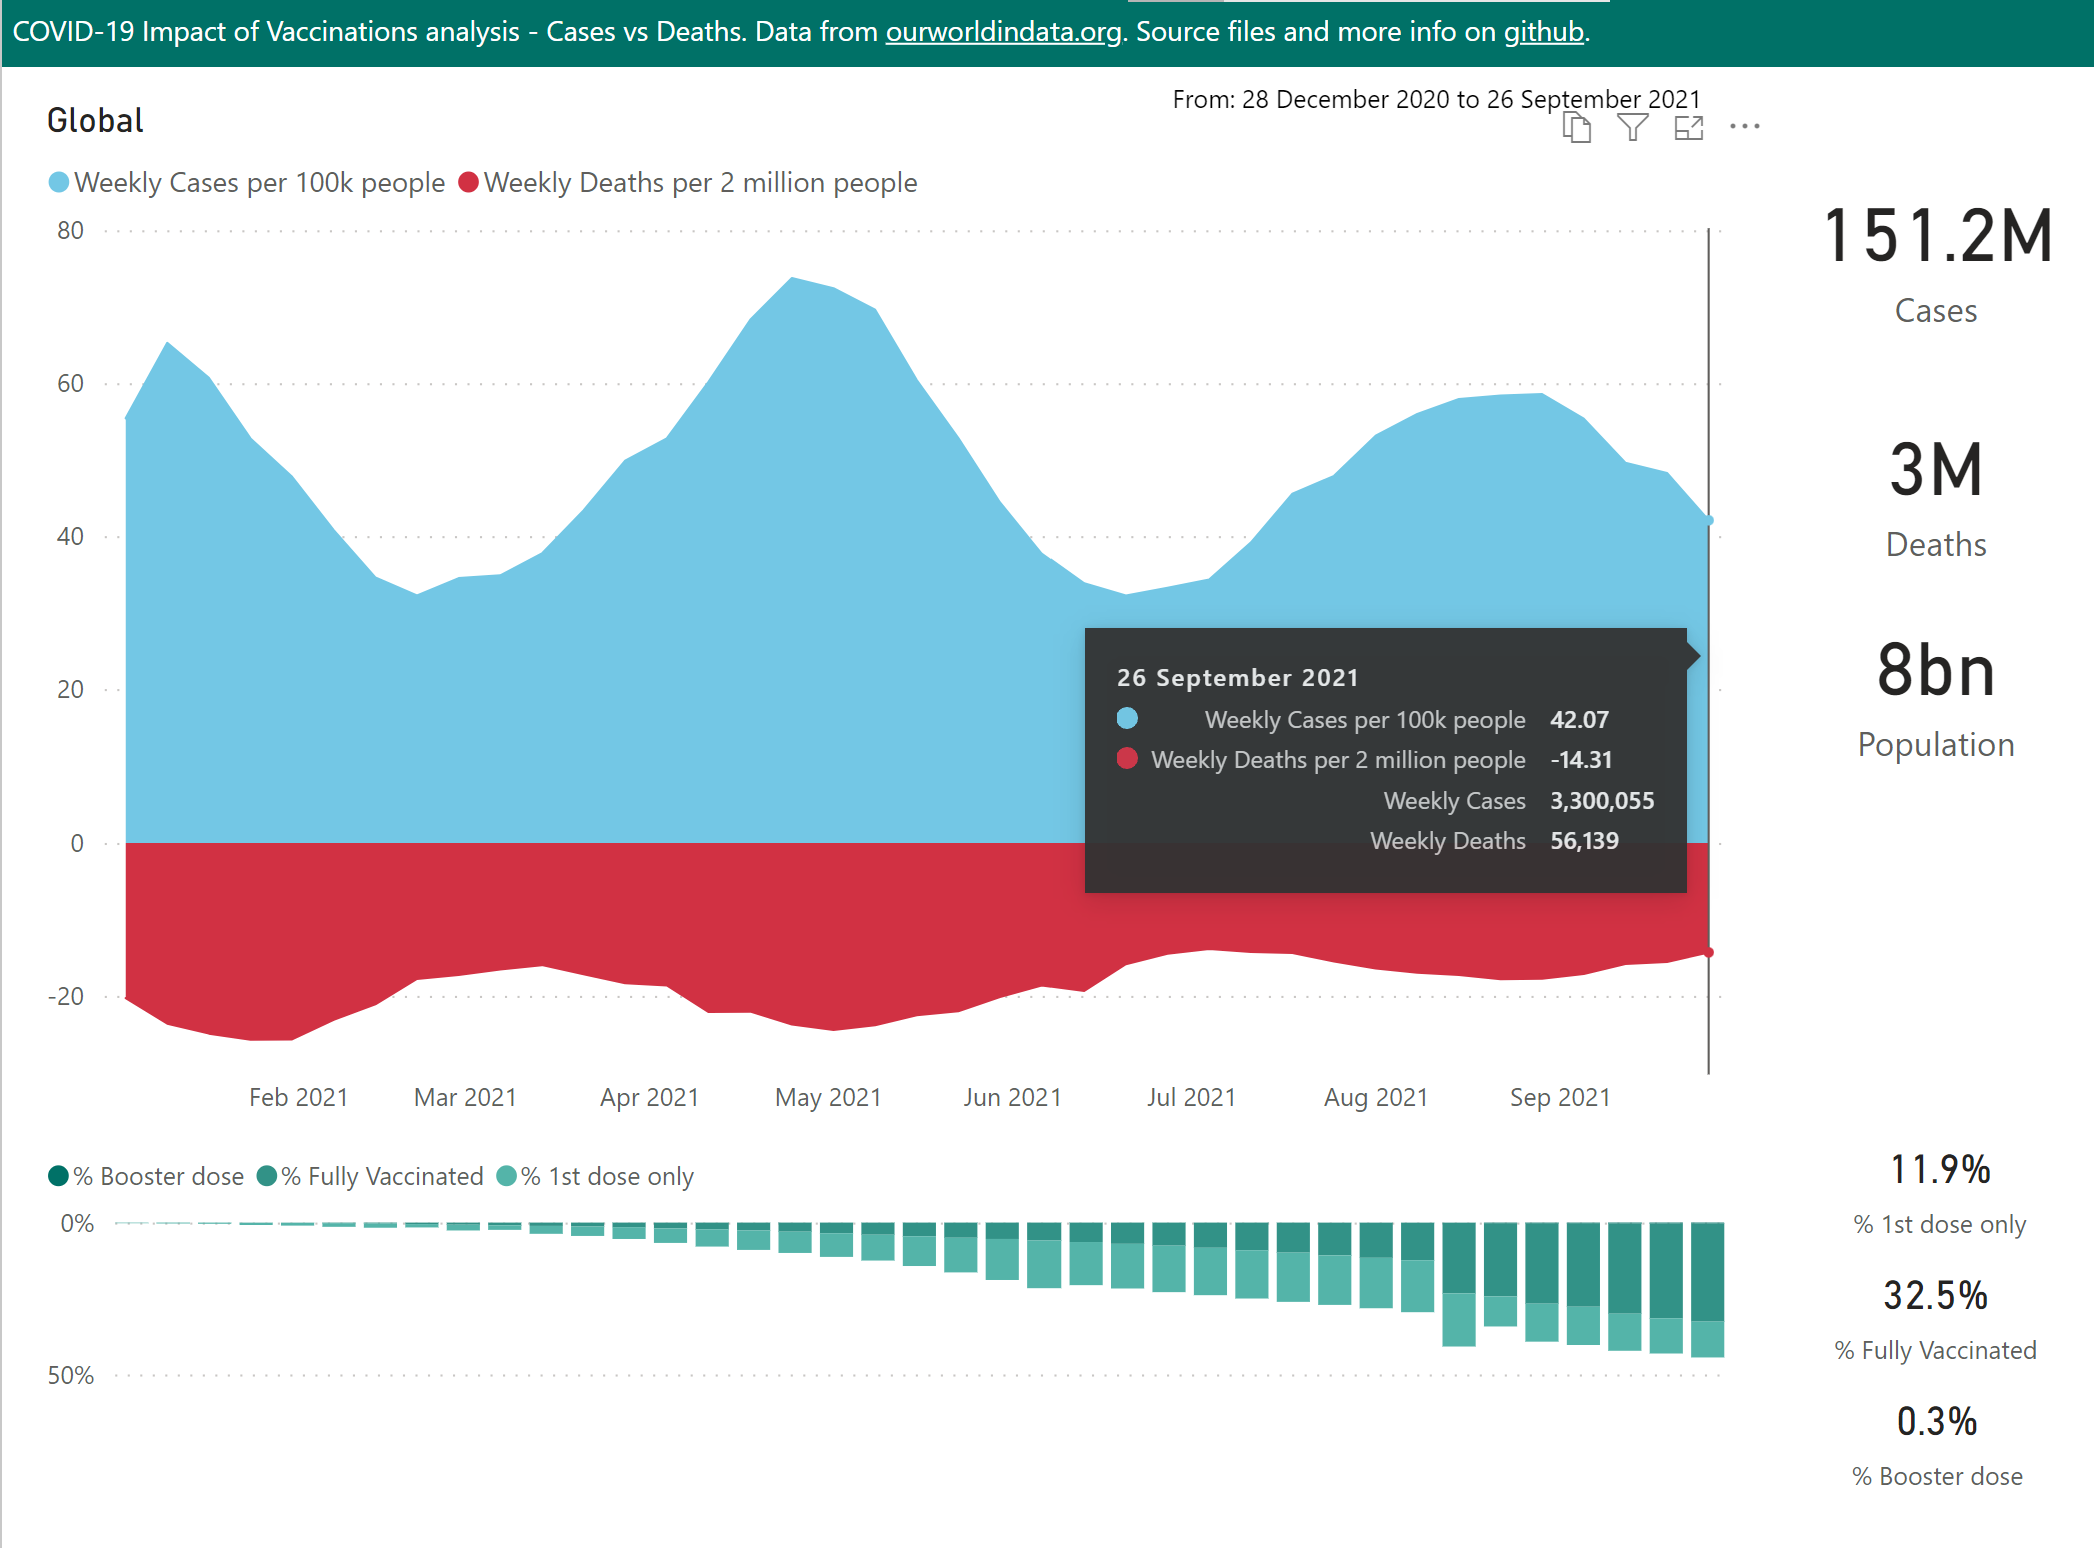 COVID-19 Impact of Vaccinations analysis - Cases vs Deaths. Data from ourworldindata.org. Source files and more info on github.
From: 28 December 2020 to 26 September 2021
Global
Weekly Cases per 100k people Weekly Deaths per 2 million people
80
60
40
20
0
-20
26 September 2021
Weekly Cases per 100k people 42.07
Weekly Deaths per 2 million people -14.31
Weekly Cases 3,300,055
Weekly Deaths 56,139
Feb 2021 Mar 2021 Apr 2021 May 2021 Jun 2021 Jul 2021 Aug 2021 Sep 2021
151.2M
Cases
3M
Deaths
8bn
Population
% Booster dose % Fully Vaccinated % 1st dose only
0%
50%
11.9%
% 1st dose only
32.5%
% Fully Vaccinated
0.3%
% Booster dose